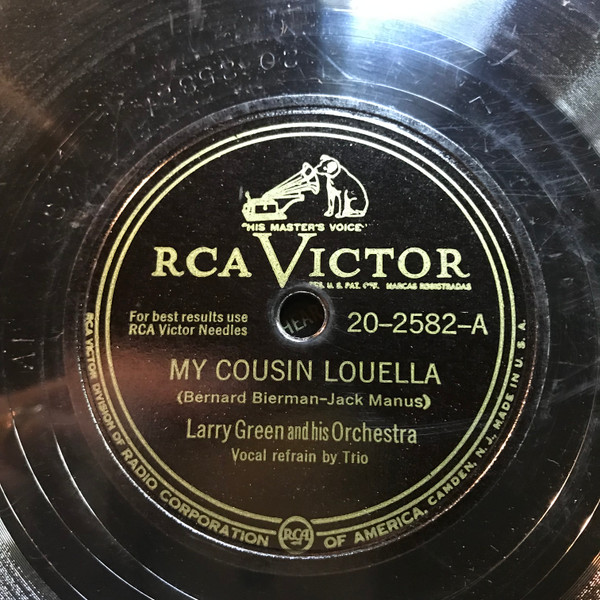 "HIS MASTER'S VOICE"
RCA VICTOR
REG. U. S. PAT. OFF. MARCAS REGISTRADAS
For best results use
RCA Victor Needles
20-2582-A
MY COUSIN LOUELLA
(Bernard Bierman-Jack Manus)
Larry Green and his Orchestra
Vocal refrain by Trio
RCA VICTOR DIVISION OF RADIO CORPORATION OF AMERICA, CAMDEN, N. J. MADE IN U. S. A.
RCA